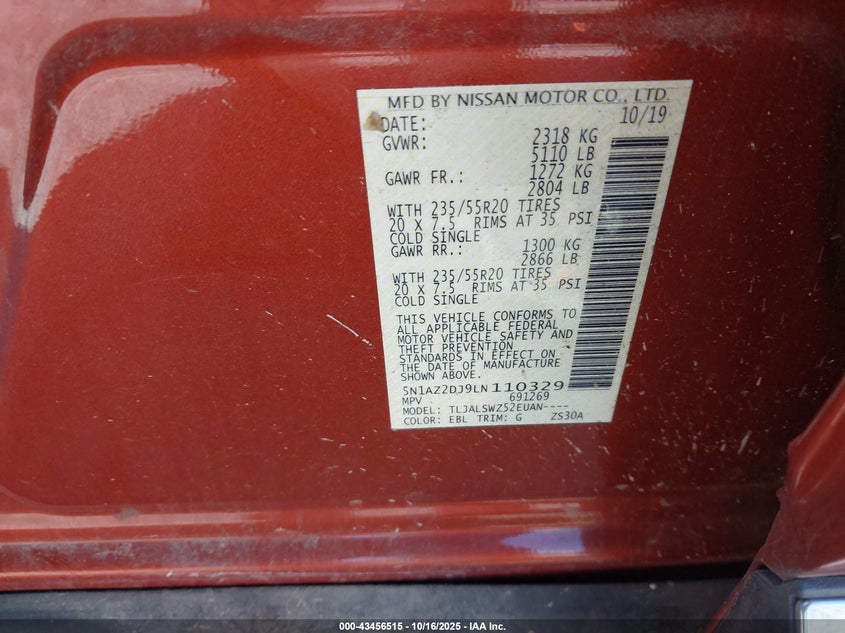 MFD BY NISSAN MOTOR CO., LTD.
DATE: 10/19
GVWR: 2318 KG
5110 LB
GAWR FR.: 1272 KG
2804 LB
WITH 235/55R20 TIRES
20 X 7.5 RIMS AT 35 PSI
COLD SINGLE
GAWR RR.: 1300 KG
2866 LB
WITH 235/55R20 TIRES
20 X 7.5 RIMS AT 35 PSI
COLD SINGLE
THIS VEHICLE CONFORMS TO
ALL APPLICABLE FEDERAL
MOTOR VEHICLE SAFETY AND
THEFT PREVENTION
STANDARDS IN EFFECT ON
THE DATE OF MANUFACTURE
SHOWN ABOVE.
5N1AZ2DJ9LN110329
MPV 691269
MODEL: TLJALSWZ52EUAN----
COLOR: EBL TRIM: G ZS30A
000-43456515 - 10/16/2025 - IAA Inc.